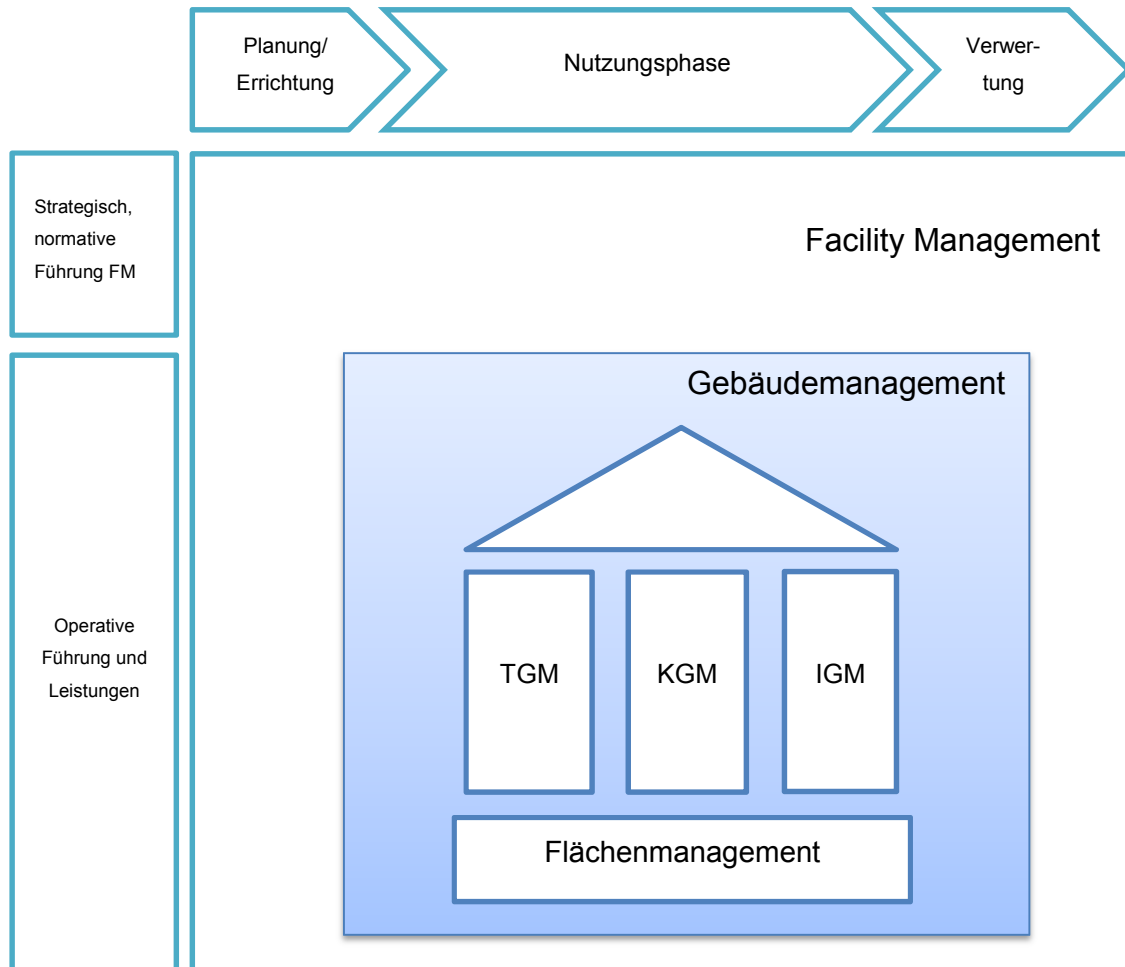 Planung/
Errichtung
Nutzungsphase
Verwer-
tung
Strategisch,
normative
Führung FM
Facility Management
Gebäudemanagement
Operative
Führung und
Leistungen
TGM
KGM
IGM
Flächenmanagement